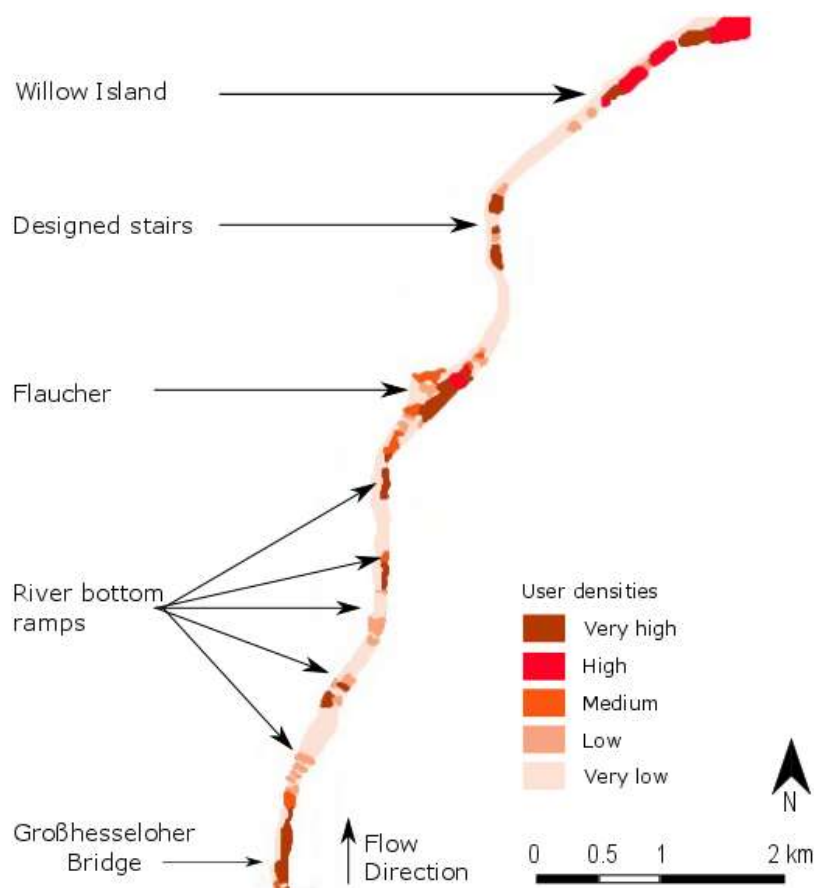 Willow Island
Designed stairs
Flaucher
River bottom
ramps
Großhesseloher
Bridge
Flow
Direction
User densities
Very high
High
Medium
Low
Very low
N
0 0.5 1 2 km